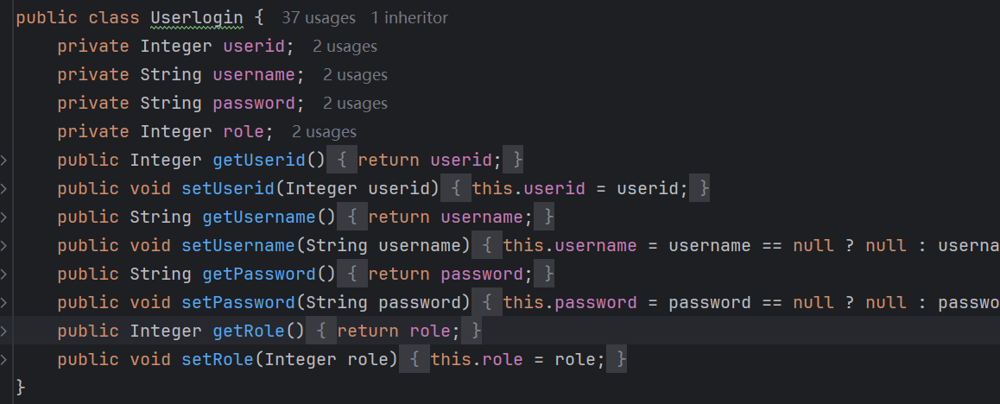 public class Userlogin {  37 usages  1 inheritor
    private Integer userid;  2 usages
    private String username;  2 usages
    private String password;  2 usages
    private Integer role;  2 usages
    public Integer getUserid() { return userid; }
    public void setUserid(Integer userid) { this.userid = userid; }
    public String getUsername() { return username; }
    public void setUsername(String username) { this.username = username == null ? null : userna
    public String getPassword() { return password; }
    public void setPassword(String password) { this.password = password == null ? null : passwo
    public Integer getRole() { return role; }
    public void setRole(Integer role) { this.role = role; }
}